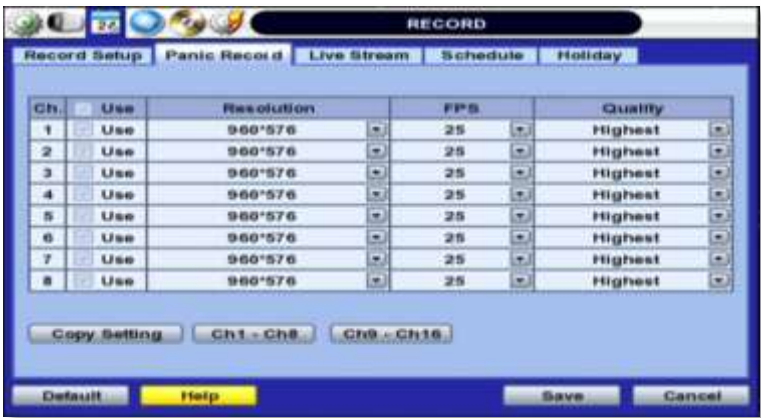 RECORD
Record Setup Panic Record Live Stream Schedule Holiday
Ch. Use Resolution FPS Quality
1 Use 960*576 25 Highest
2 Use 960*576 25 Highest
3 Use 960*576 25 Highest
4 Use 960*576 25 Highest
5 Use 960*576 25 Highest
6 Use 960*576 25 Highest
7 Use 960*576 25 Highest
8 Use 960*576 25 Highest
Copy Setting Ch1 - Ch8 Ch9 - Ch16
Default Help Save Cancel